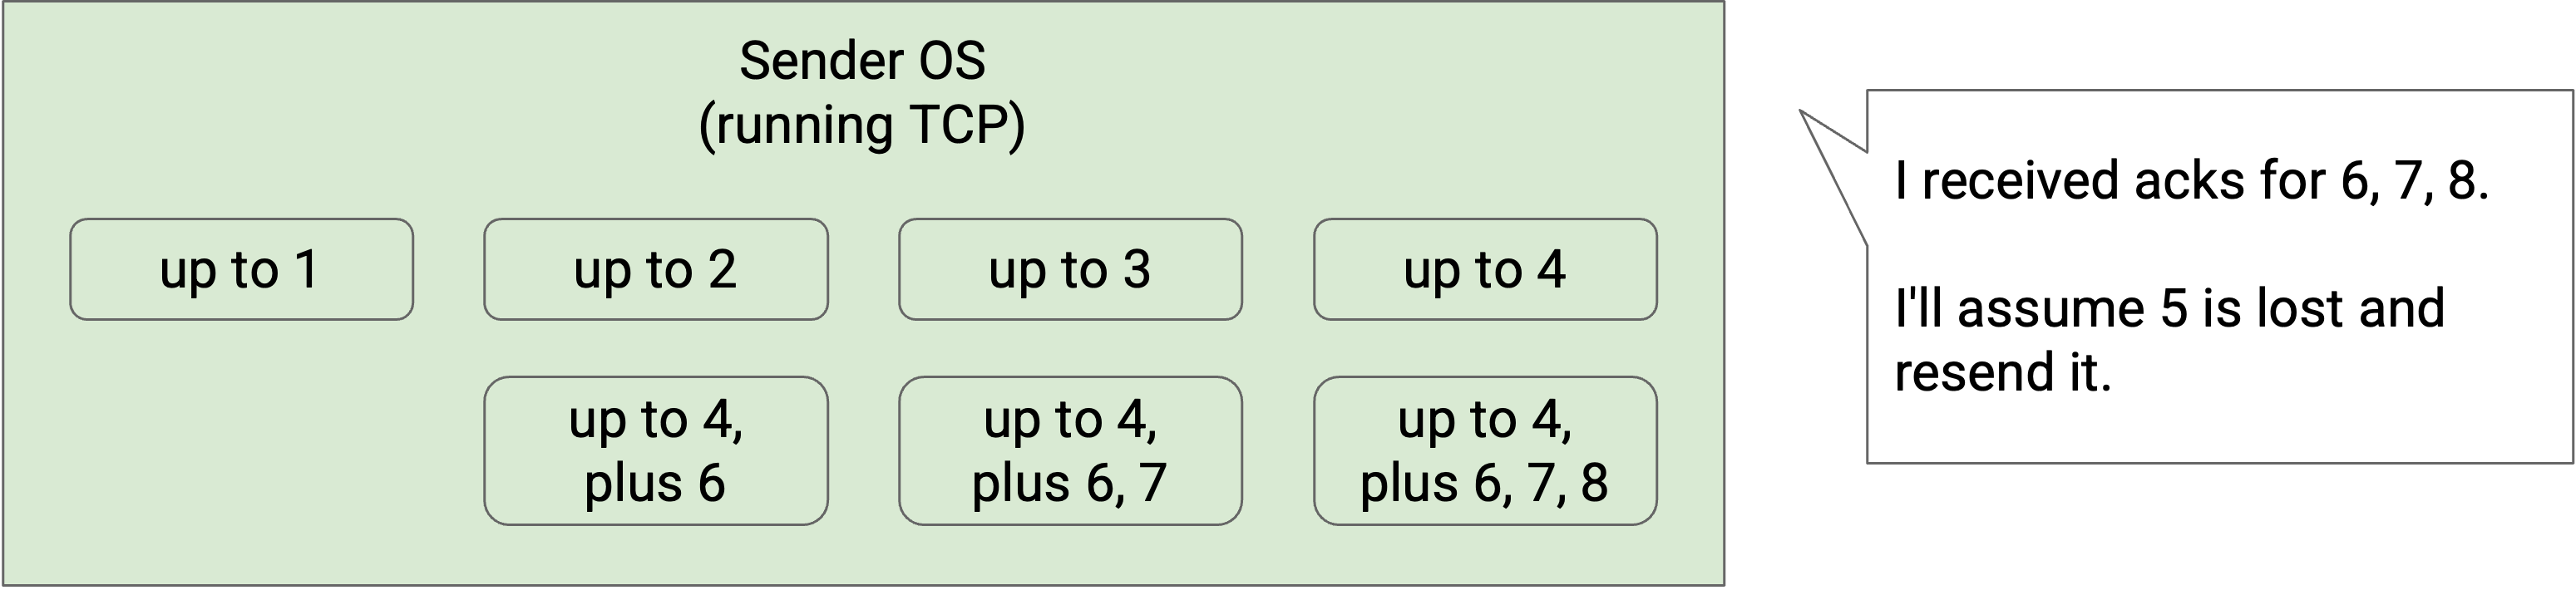 Sender OS
(running TCP)
up to 1
up to 2
up to 3
up to 4
up to 4,
plus 6
up to 4,
plus 6, 7
up to 4,
plus 6, 7, 8
I received acks for 6, 7, 8.
I'll assume 5 is lost and
resend it.